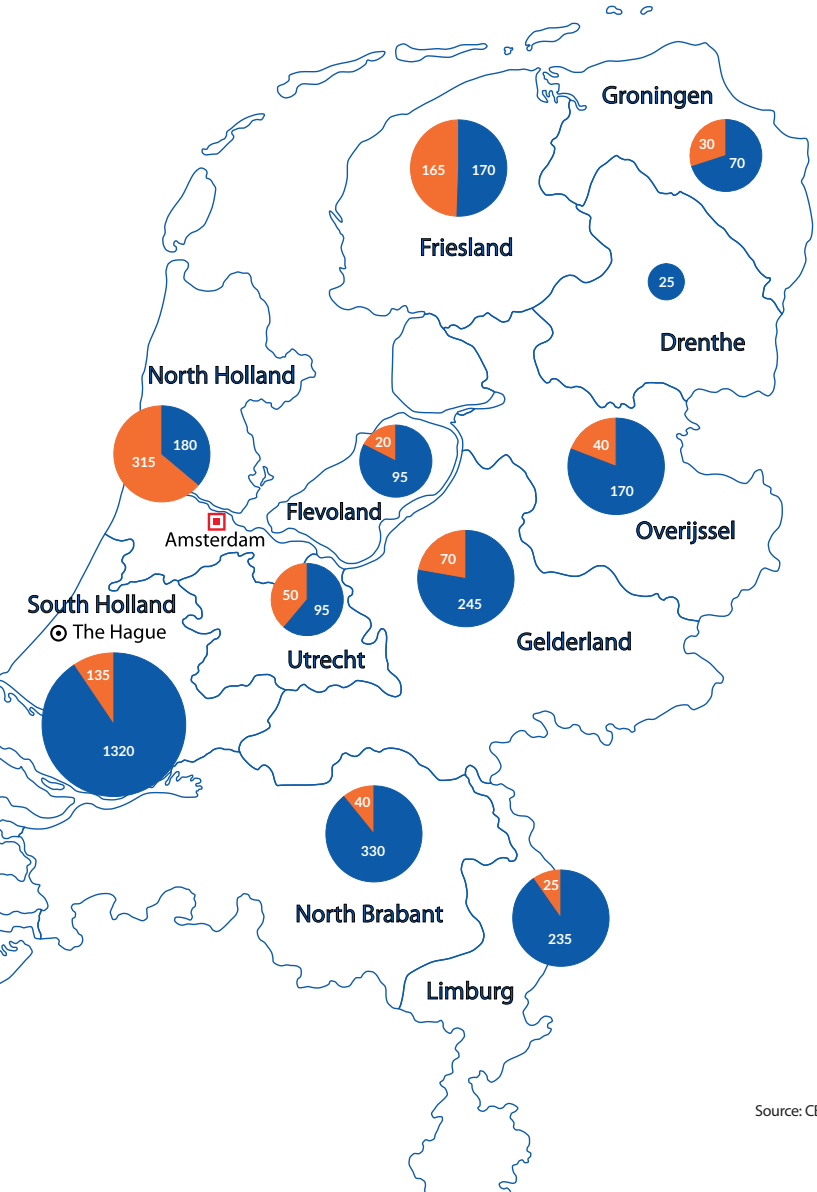 Groningen
30
70
165
170
Friesland
25
Drenthe
North Holland
180
315
20
95
Flevoland
40
170
Overijssel
Amsterdam
70
245
Gelderland
South Holland
The Hague
50
95
Utrecht
135
1320
40
330
North Brabant
25
235
Limburg
Source: